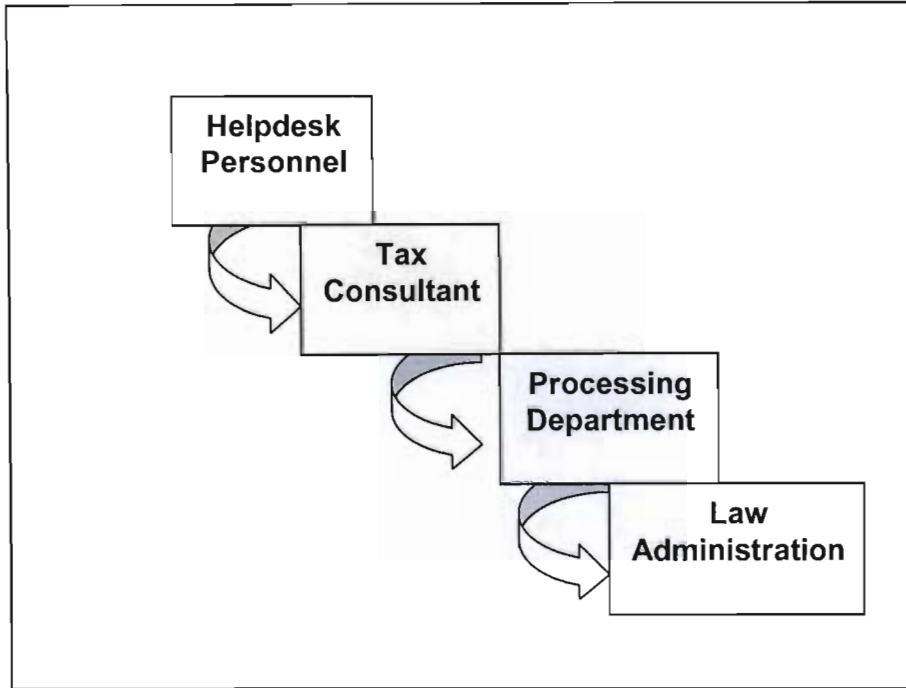 Helpdesk
Personnel
Tax
Consultant
Processing
Department
Law
Administration